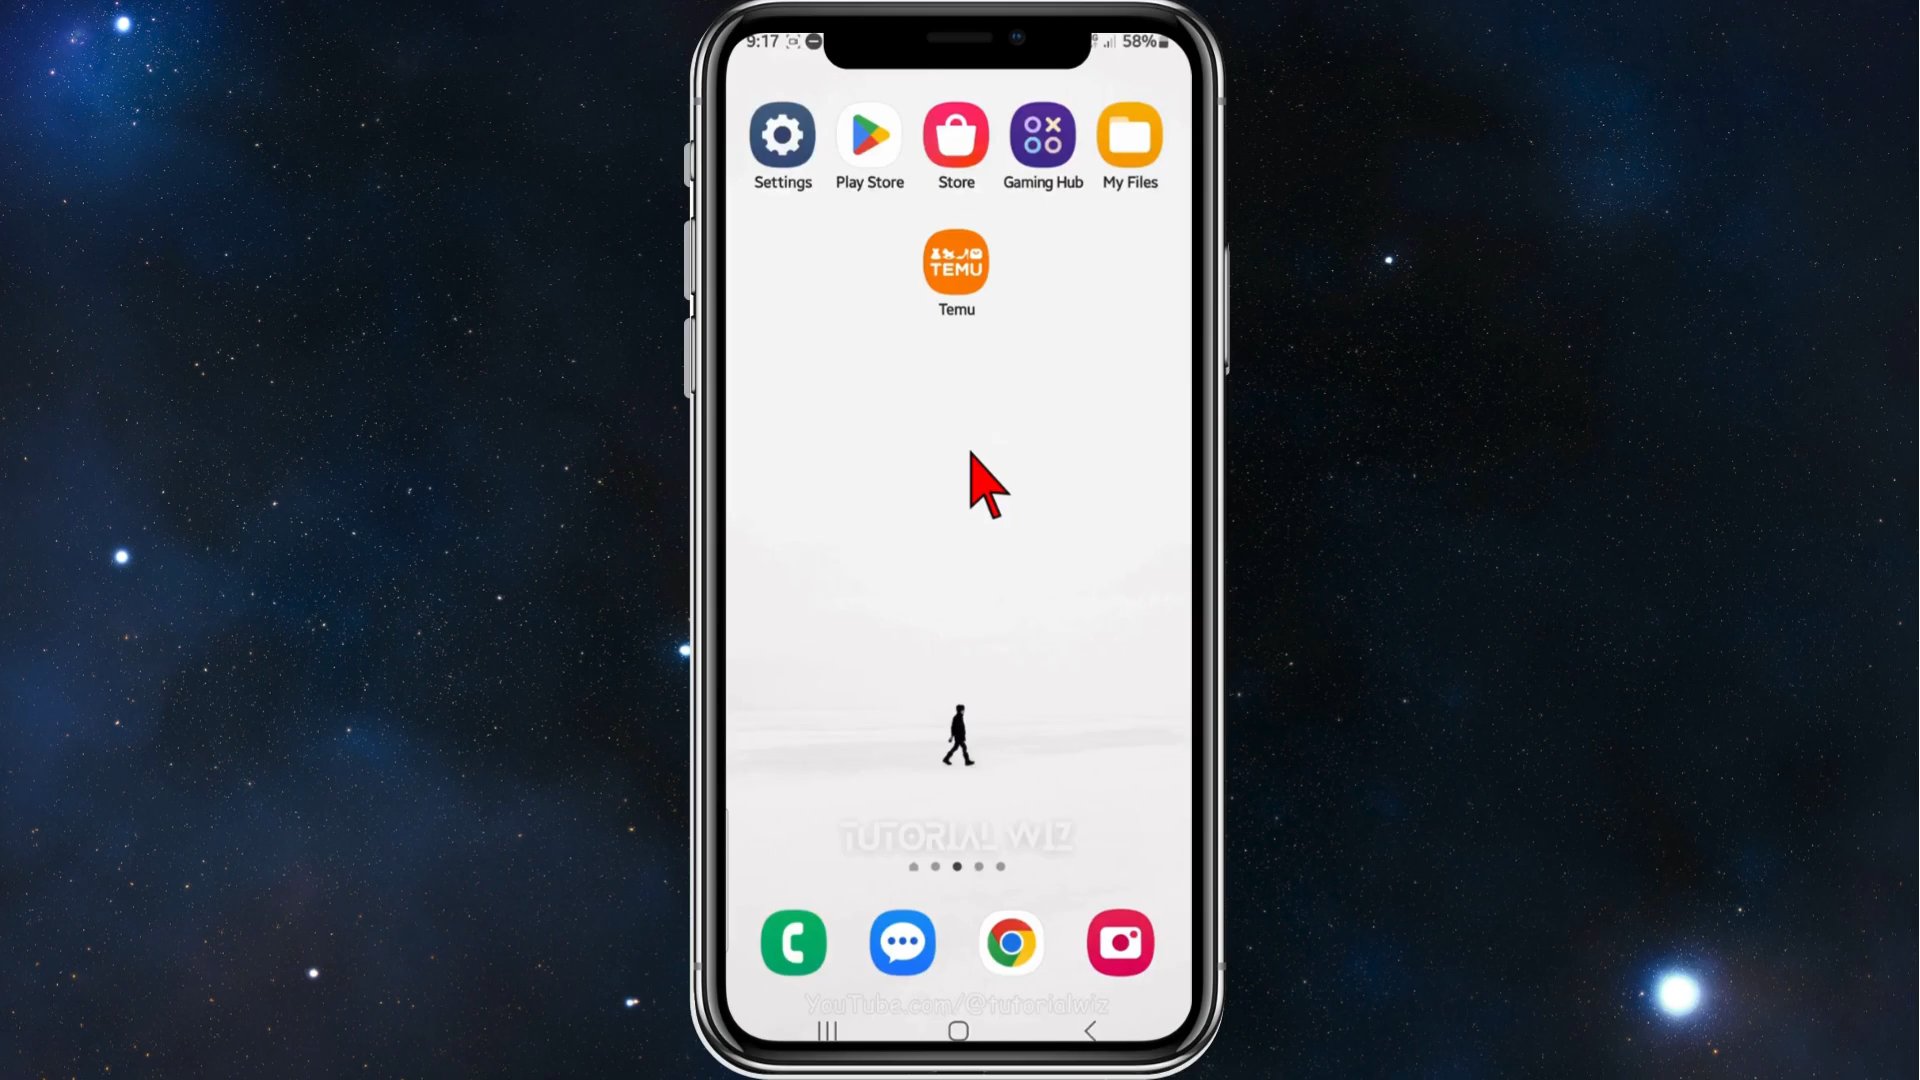 9:17 58%
Settings Play Store Store Gaming Hub My Files
TEMU
Temu
TUTORIAL WIZ
YouTube.com/@tutorialwiz